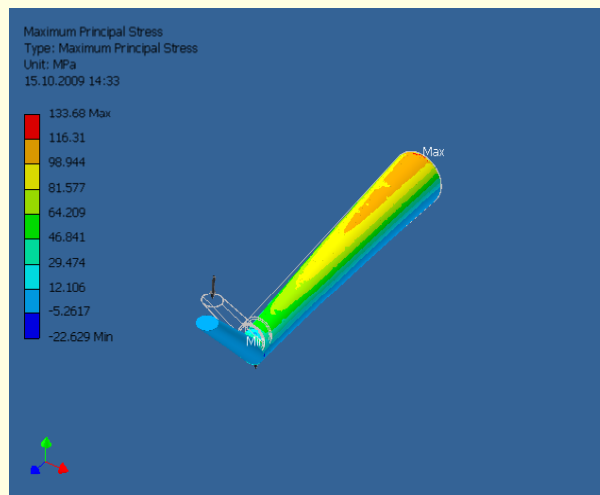 Maximum Principal Stress
Type: Maximum Principal Stress
Unit: MPa
15.10.2009 14:33
133.68 Max
116.31
98.944
81.577
64.209
46.841
29.474
12.106
-5.2617
-22.629 Min
Max
Min